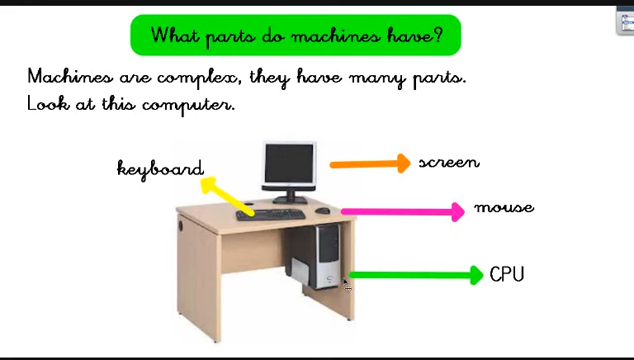 What parts do machines have?
Machines are complex, they have many parts.
Look at this computer.
keyboard
screen
mouse
CPU